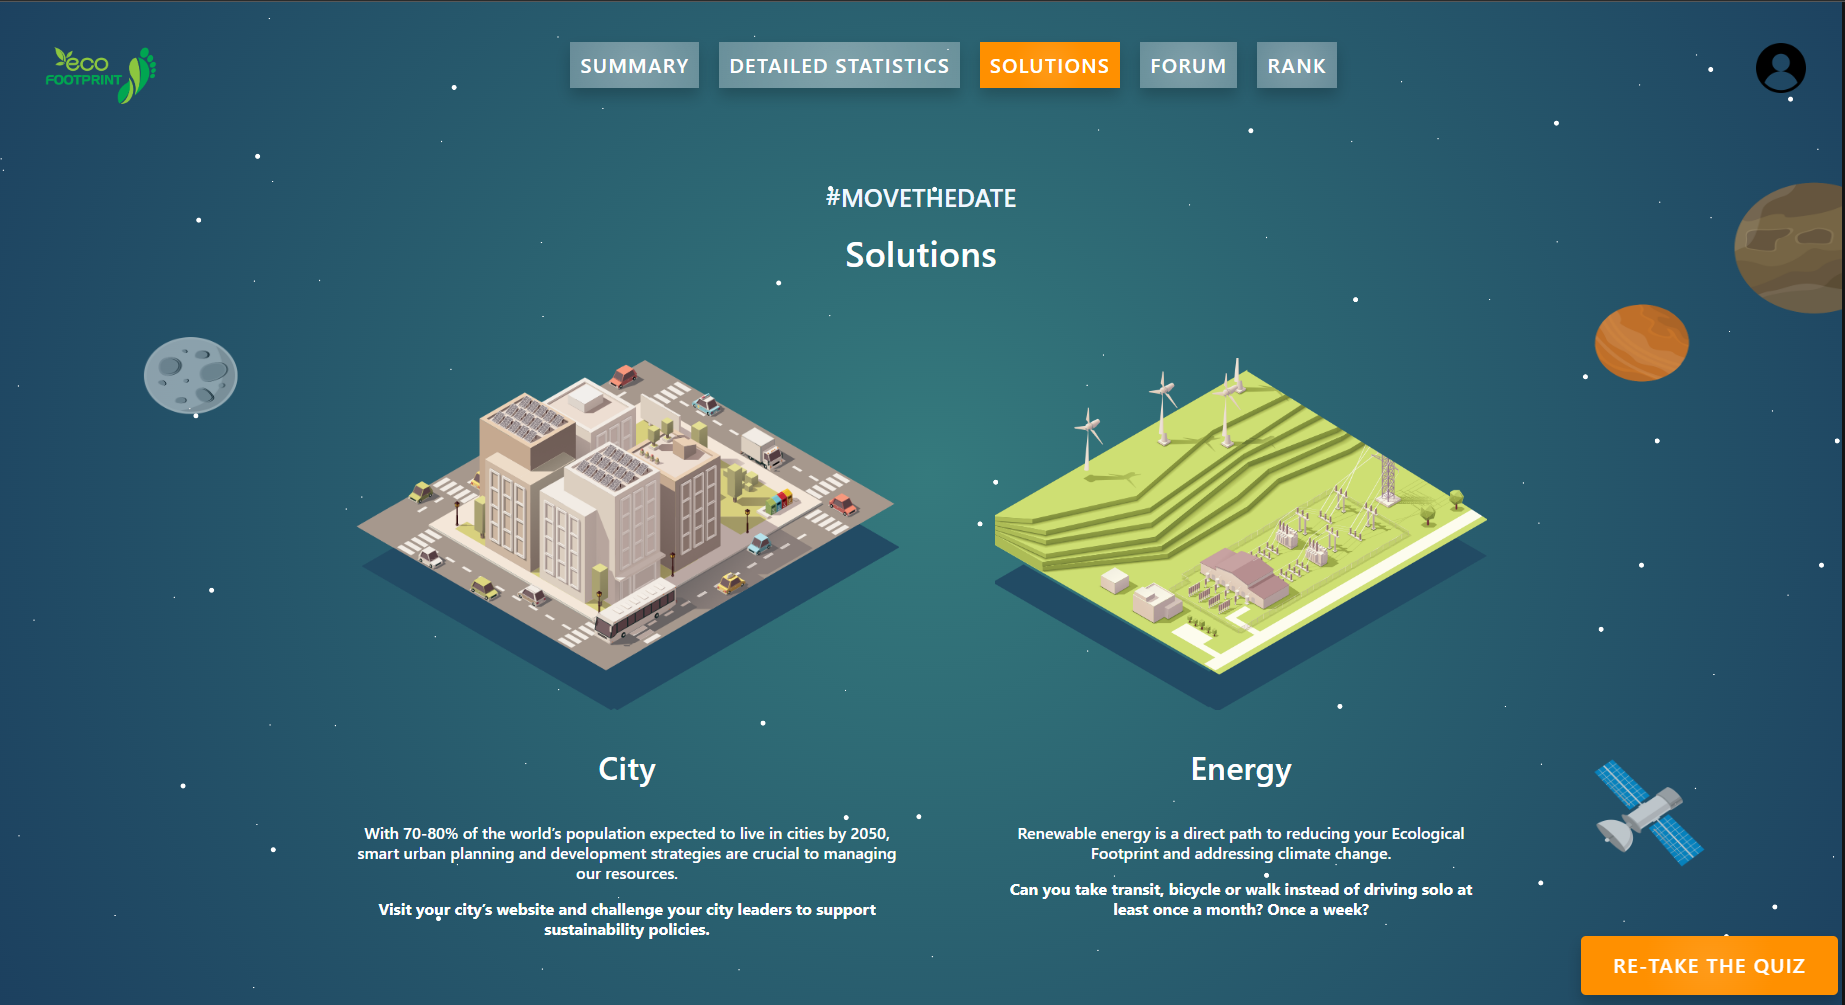 eco
FOOTPRINT
SUMMARY
DETAILED STATISTICS
SOLUTIONS
FORUM
RANK
#MOVETHEDATE
Solutions
City
With 70-80% of the world's population expected to live in cities by 2050,
smart urban planning and development strategies are crucial to managing
our resources.
Visit your city's website and challenge your city leaders to support
sustainability policies.
Energy
Renewable energy is a direct path to reducing your Ecological
Footprint and addressing climate change.
Can you take transit, bicycle or walk instead of driving solo at
least once a month? Once a week?
RE-TAKE THE QUIZ